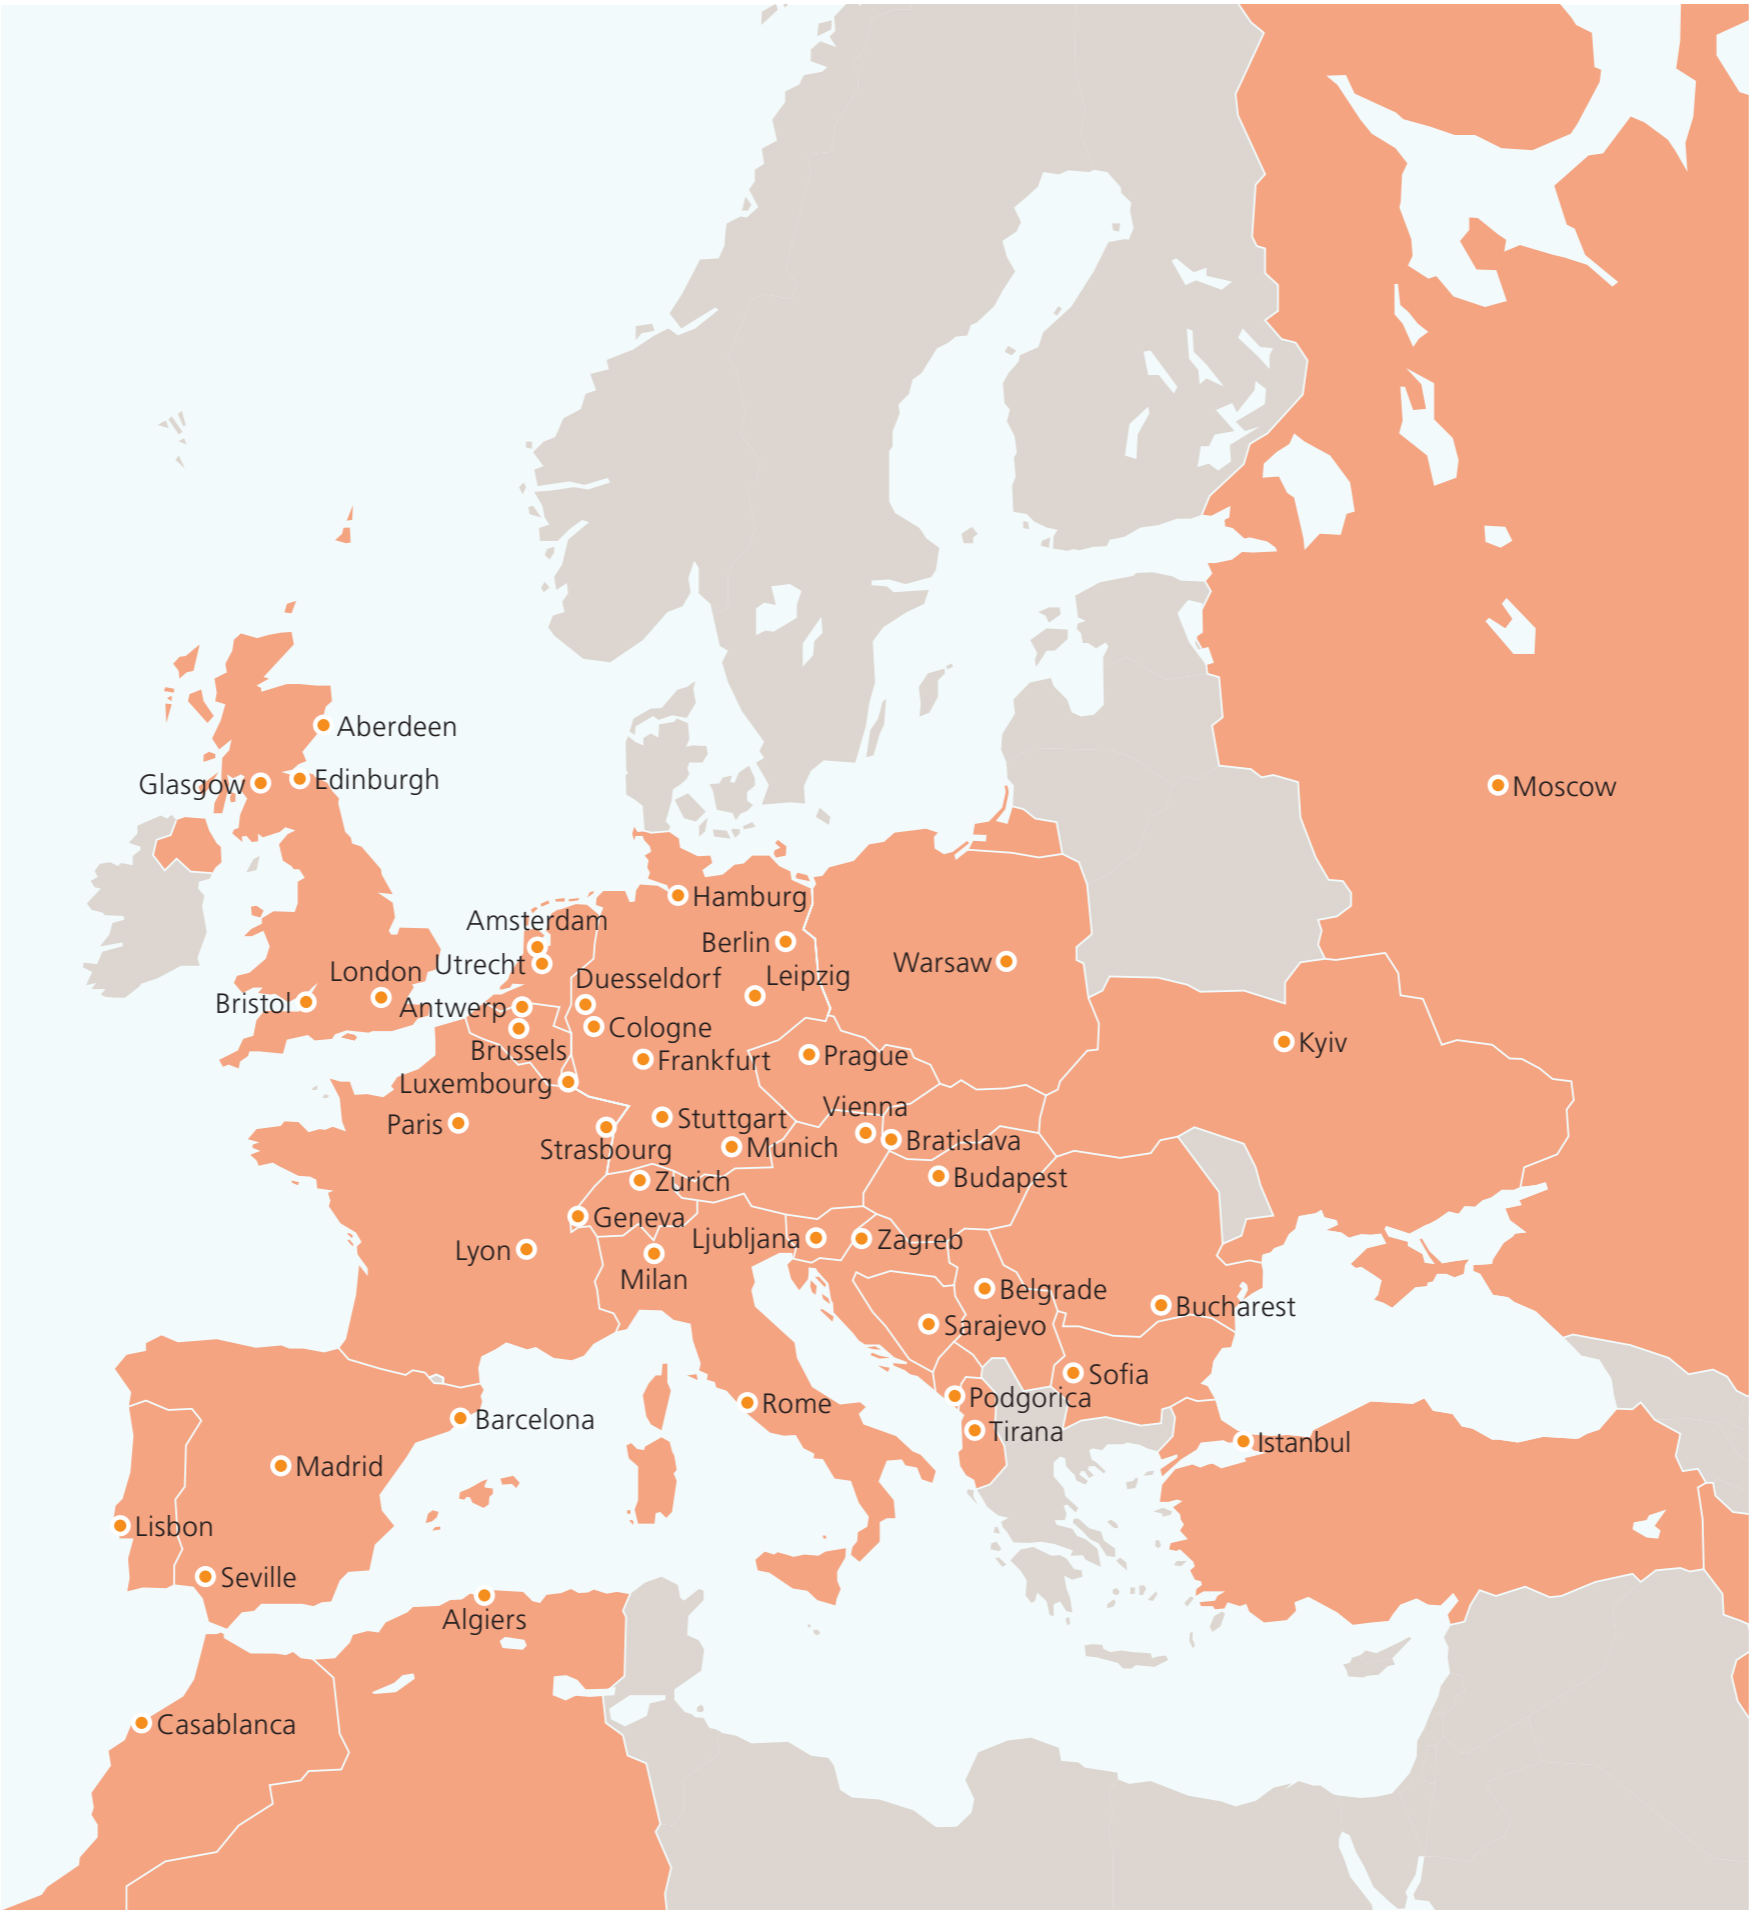 Aberdeen
Glasgow
Edinburgh
Moscow
Hamburg
Amsterdam
Berlin
Utrecht
Warsaw
London
Duesseldorf
Leipzig
Bristol
Antwerp
Cologne
Kyiv
Brussels
Frankfurt
Prague
Luxembourg
Vienna
Paris
Stuttgart
Strasbourg
Munich
Bratislava
Zurich
Budapest
Geneva
Ljubljana
Zagreb
Lyon
Milan
Belgrade
Bucharest
Sarajevo
Sofia
Podgorica
Rome
Barcelona
Tirana
Istanbul
Madrid
Lisbon
Seville
Algiers
Casablanca